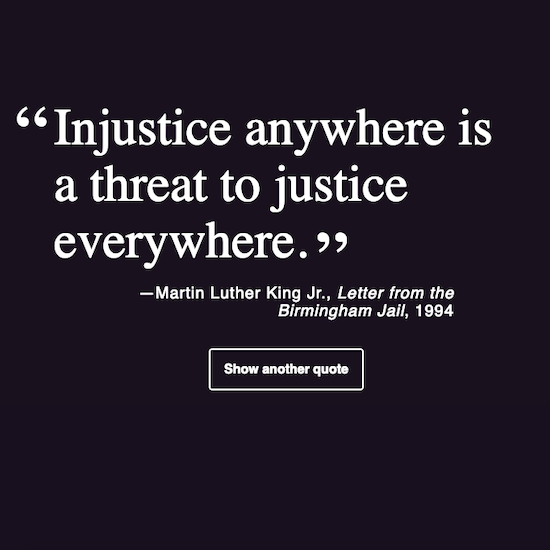 “Injustice anywhere is
a threat to justice
everywhere.”
—Martin Luther King Jr., Letter from the
Birmingham Jail, 1994
Show another quote